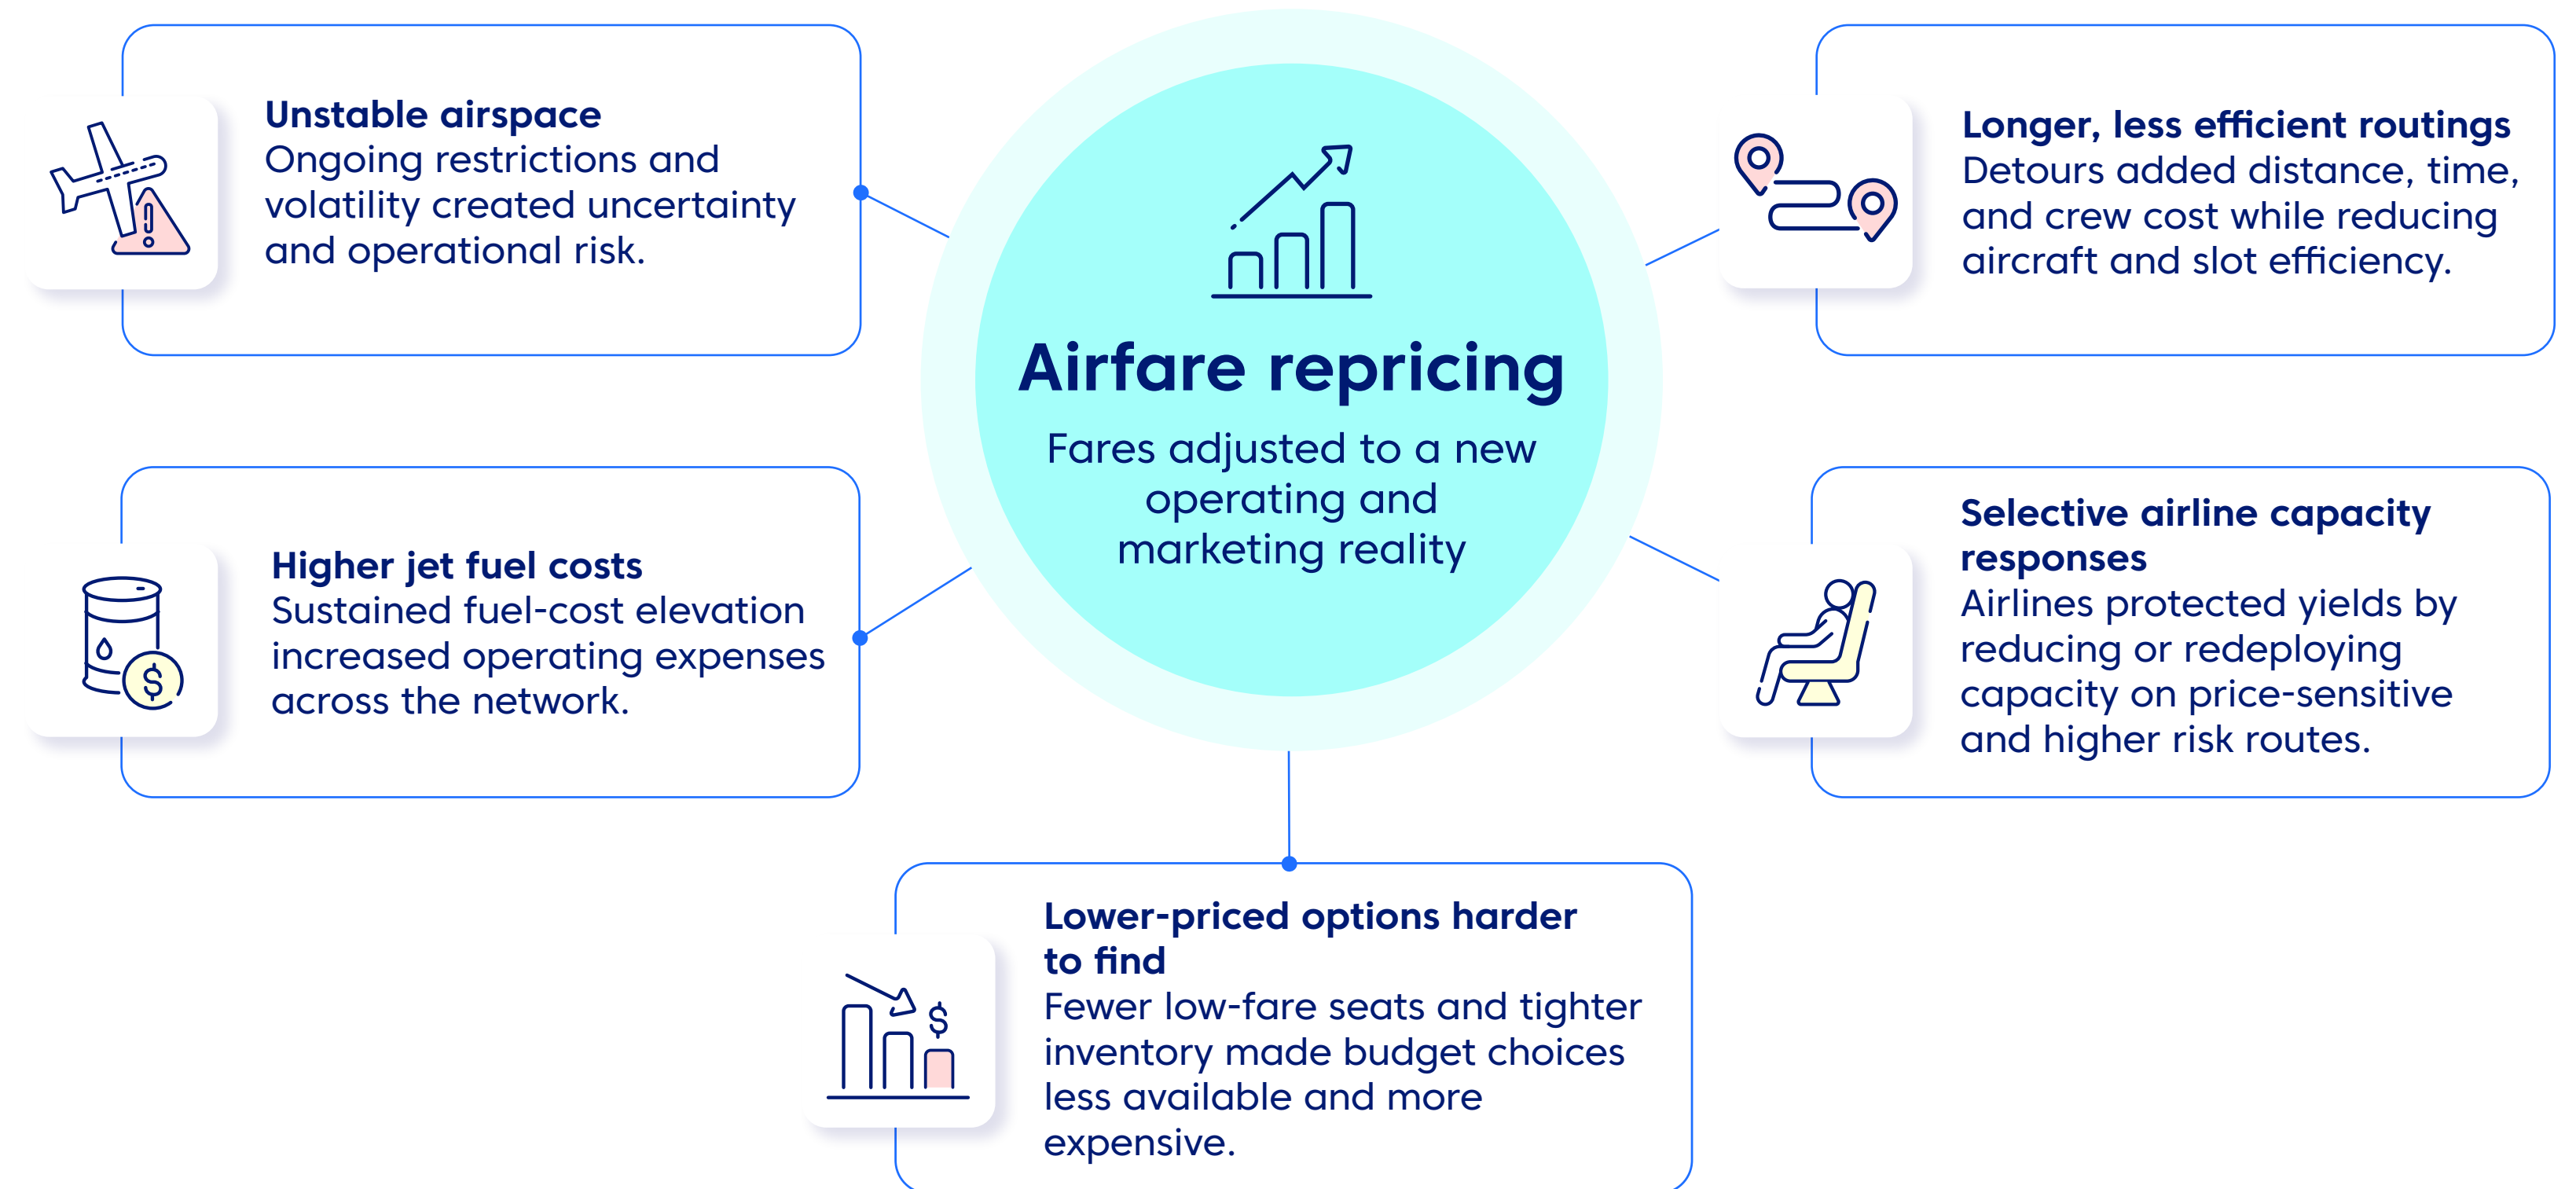 Unstable airspace
Ongoing restrictions and
volatility created uncertainty
and operational risk.
Higher jet fuel costs
Sustained fuel-cost elevation
increased operating expenses
across the network.
Airfare repricing
Fares adjusted to a new
operating and
marketing reality
Longer, less efficient routings
Detours added distance, time,
and crew cost while reducing
aircraft and slot efficiency.
Selective airline capacity
responses
Airlines protected yields by
reducing or redeploying
capacity on price-sensitive
and higher risk routes.
Lower-priced options harder
to find
Fewer low-fare seats and tighter
inventory made budget choices
less available and more
expensive.
$
$